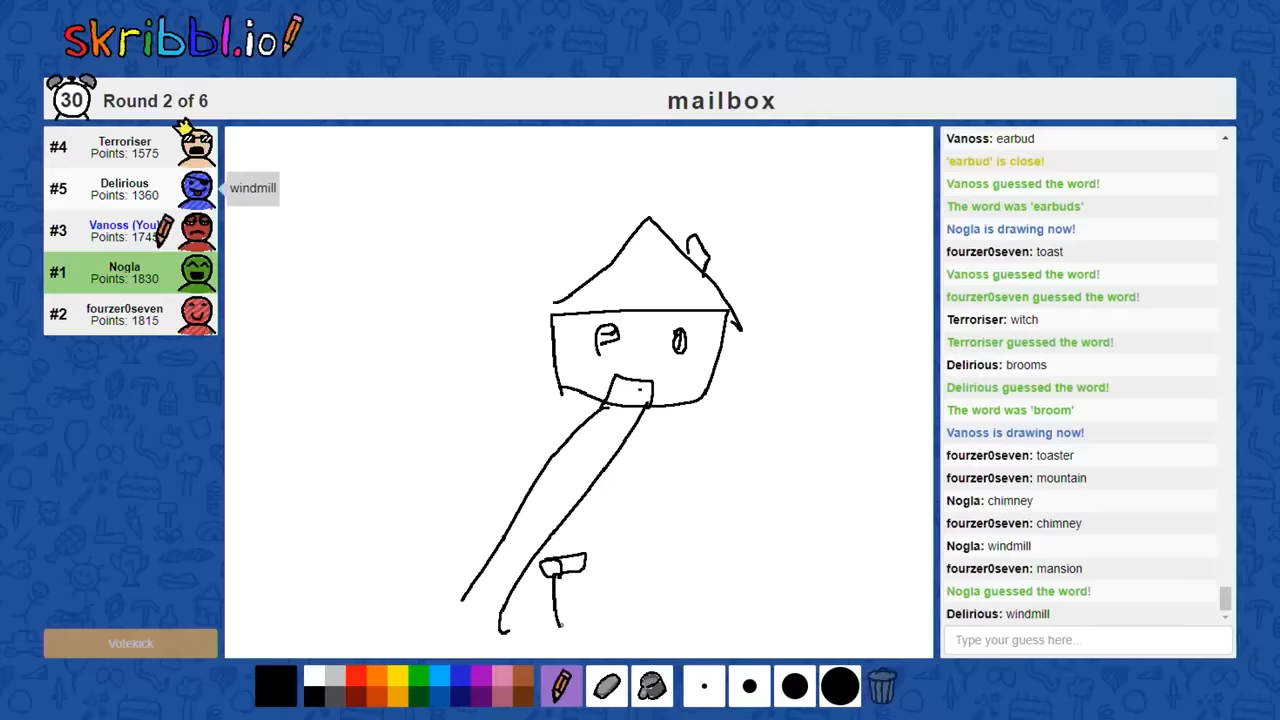 skribbl.io
30 Round 2 of 6
mailbox
#4 Terroriser
Points: 1575
#5 Delirious
Points: 1360
windmill
#3 Vanoss (You)
Points: 1745
#1 Nogla
Points: 1830
#2 fourzer0seven
Points: 1815
Votekick
Vanoss: earbud
'earbud' is close!
Vanoss guessed the word!
The word was 'earbuds'
Nogla is drawing now!
fourzer0seven: toast
Vanoss guessed the word!
fourzer0seven guessed the word!
Terroriser: witch
Terroriser guessed the word!
Delirious: brooms
Delirious guessed the word!
The word was 'broom'
Vanoss is drawing now!
fourzer0seven: toaster
fourzer0seven: mountain
Nogla: chimney
fourzer0seven: chimney
Nogla: windmill
fourzer0seven: mansion
Nogla guessed the word!
Delirious: windmill
Type your guess here...